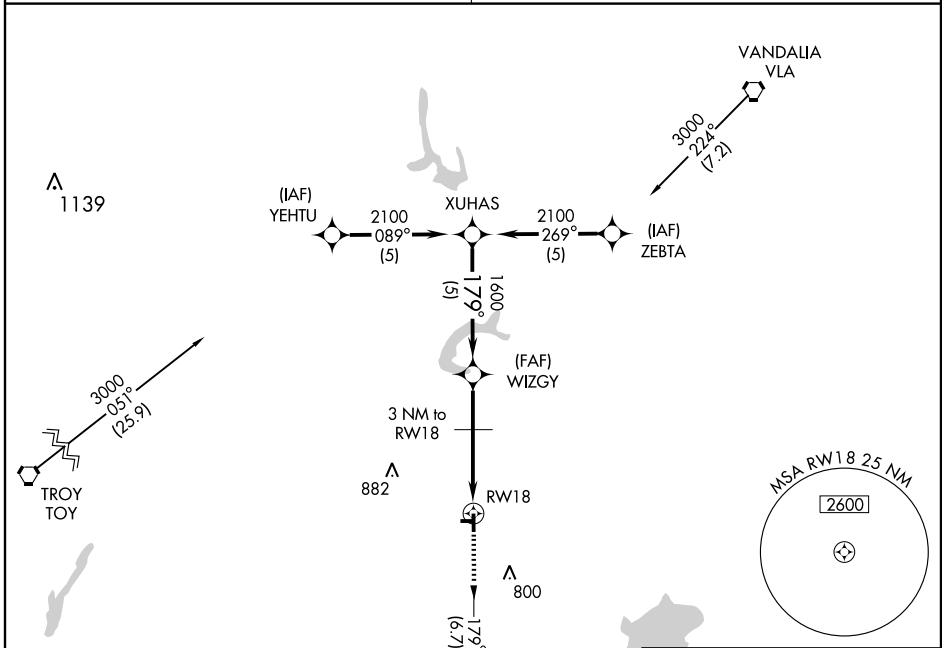 VANDALIA
VLA
3000
224°
(7.2)
1139
(IAF)
YEHTU
2100
089°
(5)
XUHAS
2100
269°
(5)
(IAF)
ZEBTA
1600
179°
(5)
(FAF)
WIZGY
3000
051°
(25.9)
TROY
TOY
3 NM to
RW18
882
RW18
MSA RW18 25 NM
2600
800
179°
(6.7)